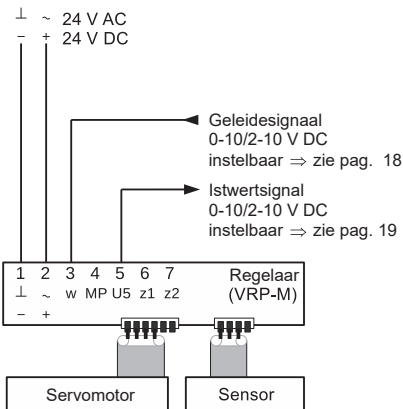 ⊥ ~ 24 V AC
– + 24 V DC
Geleidesignaal
0-10/2-10 V DC
instelbaar ⇒ zie pag. 18
Istwertsignal
0-10/2-10 V DC
instelbaar ⇒ zie pag. 19
1 2 3 4 5 6 7 Regelaar
⊥ ~ w MP U5 z1 z2 (VRP-M)
– +
Servomotor Sensor